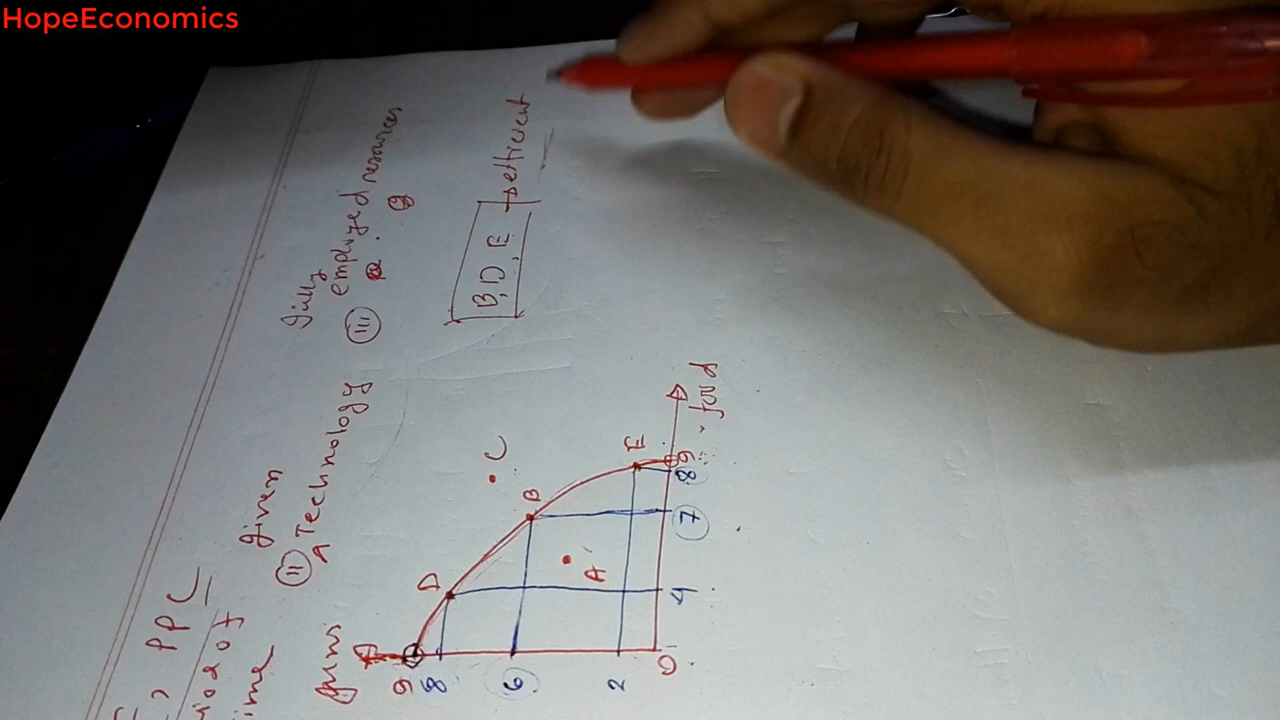 HopeEconomics
PPC
given
fully
time
(ii) Technology
(iii) employed resources
B, D, E → efficient
guns
9
8
6
2
O
D
B
E
C
A
4
7
8
9
food